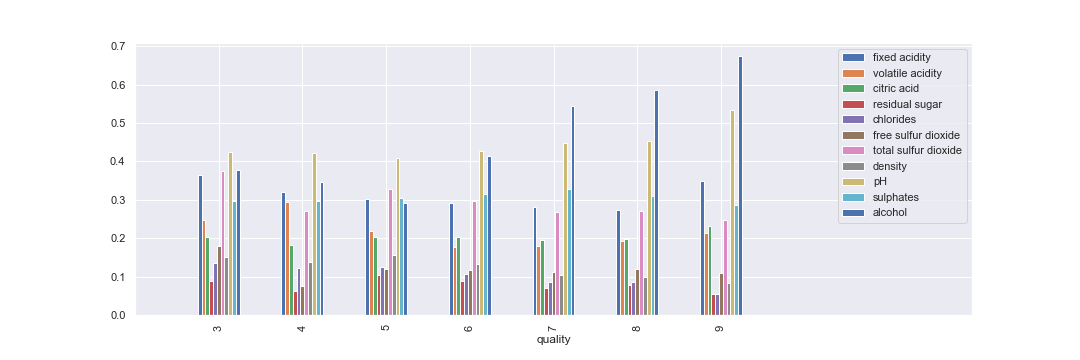 0.7
0.6
0.5
0.4
0.3
0.2
0.1
0.0
fixed acidity
volatile acidity
citric acid
residual sugar
chlorides
free sulfur dioxide
total sulfur dioxide
density
pH
sulphates
alcohol
3 4 5 6 7 8 9
quality